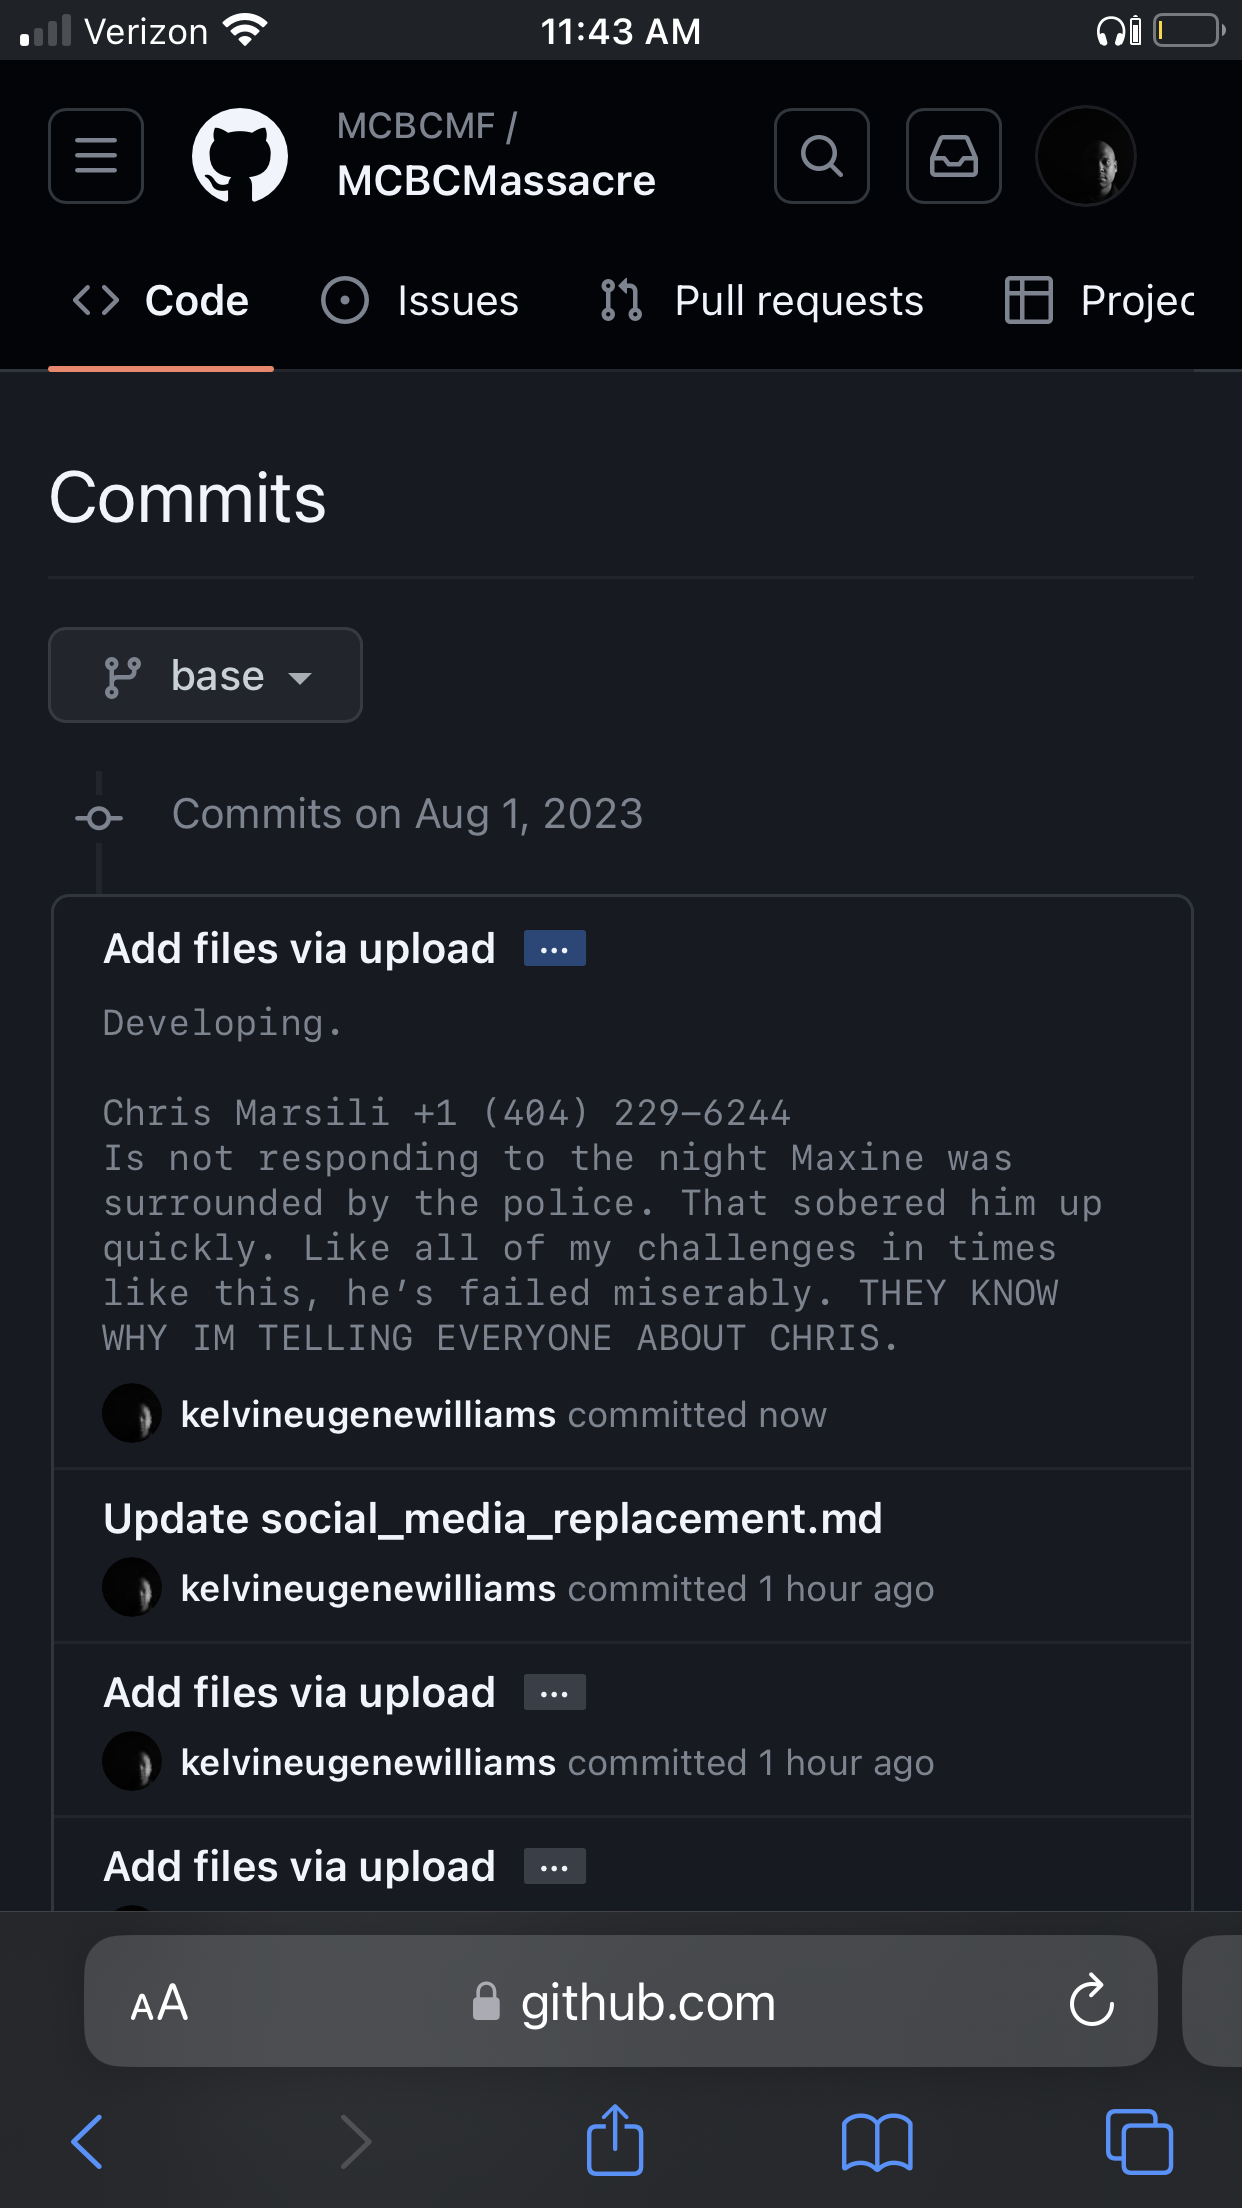 Verizon 11:43 AM
MCBCMF /
MCBCMassacre
Code Issues Pull requests Projec
Commits
base
Commits on Aug 1, 2023
Add files via upload ...
Developing.
Chris Marsili +1 (404) 229-6244
Is not responding to the night Maxine was
surrounded by the police. That sobered him up
quickly. Like all of my challenges in times
like this, he’s failed miserably. THEY KNOW
WHY IM TELLING EVERYONE ABOUT CHRIS.
kelvineugenewilliams committed now
Update social_media_replacement.md
kelvineugenewilliams committed 1 hour ago
Add files via upload ...
kelvineugenewilliams committed 1 hour ago
Add files via upload ...
AA github.com